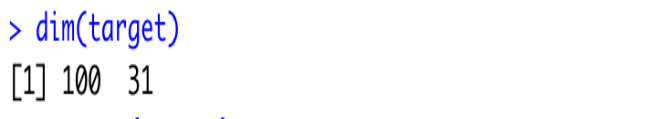 > dim(target)
[1] 100  31